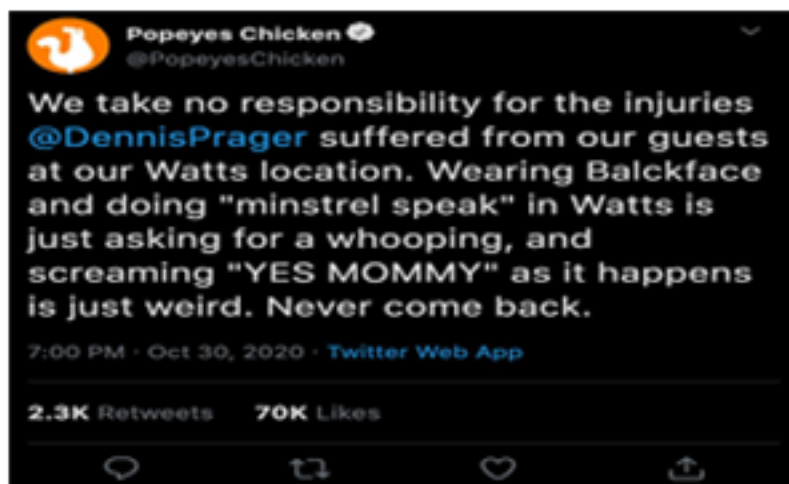 Popeyes Chicken
@PopeyesChicken
We take no responsibility for the injuries
@DennisPrager suffered from our guests
at our Watts location. Wearing Balckface
and doing "minstrel speak" in Watts is
just asking for a whooping, and
screaming "YES MOMMY" as it happens
is just weird. Never come back.
7:00 PM · Oct 30, 2020 · Twitter Web App
2.3K Retweets 70K Likes